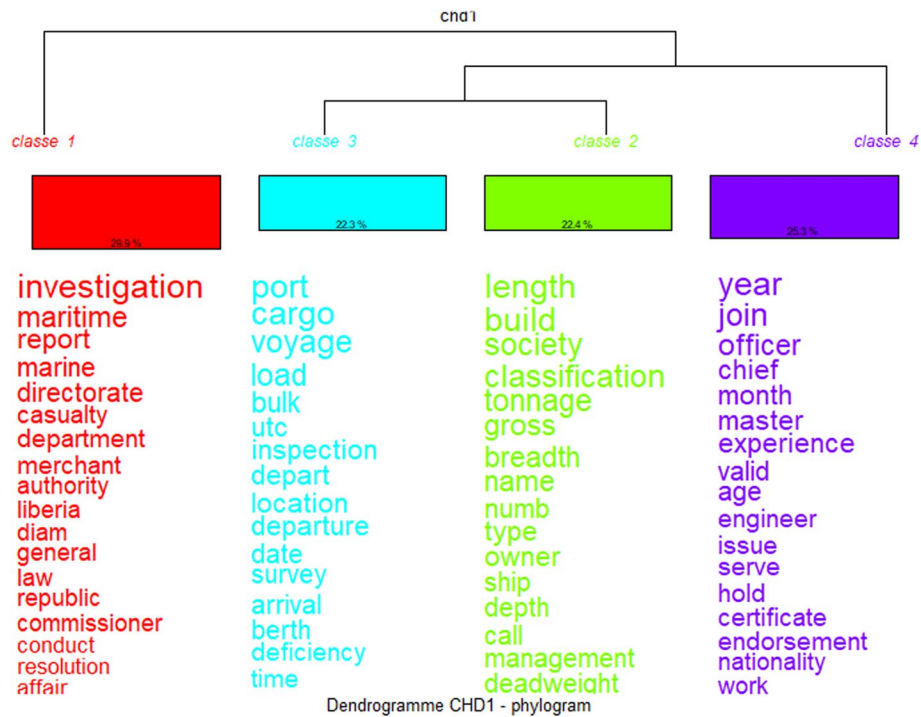 chd1
classe 1
classe 3
classe 2
classe 4
29.9 %
22.3 %
22.4 %
25.3 %
investigation
maritime
report
marine
directorate
casualty
department
merchant
authority
liberia
diam
general
law
republic
commissioner
conduct
resolution
affair
port
cargo
voyage
load
bulk
utc
inspection
depart
location
departure
date
survey
arrival
berth
deficiency
time
length
build
society
classification
tonnage
gross
breadth
name
numb
type
owner
ship
depth
call
management
deadweight
year
join
officer
chief
month
master
experience
valid
age
engineer
issue
serve
hold
certificate
endorsement
nationality
work
Dendrogramme CHD1 - phylogram